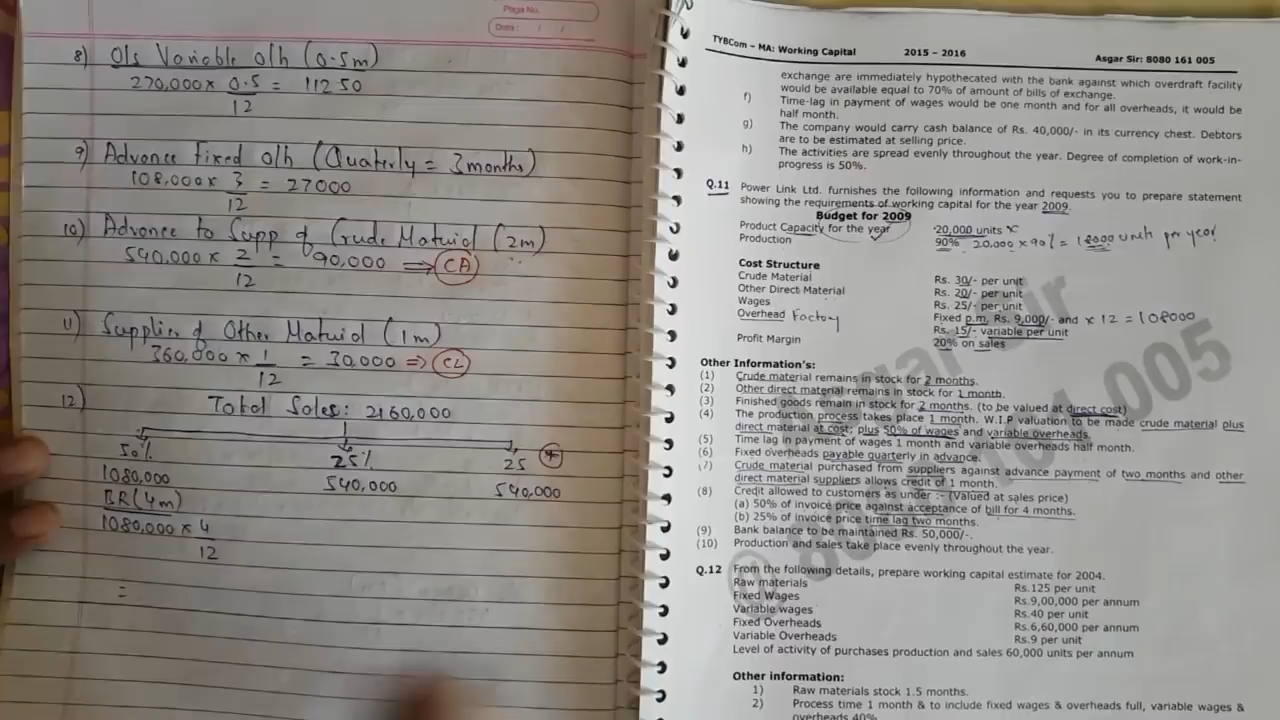 Page No.
Date: / /
8) O/s Variable o/h (0.5m)
270,000 × 0.5 = 11250
12
9) Advance Fixed o/h (Quaterly = 3months)
108,000 × 3 = 27000
12
10) Advance to Supp of Crude Material (2m)
540,000 × 2 = 90,000 ⇒ CA
12
11) Supplier of Other Material (1m)
360,000 × 1 = 30,000 ⇒ CL
12
12) Total Sales: 2160,000
50% 25% 25
1080,000 540,000 540,000
BR (4m)
1080,000 × 4
12
=
TYBCom – MA: Working Capital 2015 – 2016 Asgar Sir: 8080 161 005
exchange are immediately hypothecated with the bank against which overdraft facility
would be available equal to 70% of amount of bills of exchange.
f) Time-lag in payment of wages would be one month and for all overheads, it would be
half month.
g) The company would carry cash balance of Rs. 40,000/- in its currency chest. Debtors
are to be estimated at selling price.
h) The activities are spread evenly throughout the year. Degree of completion of work-in-
progress is 50%.
Q.11 Power Link Ltd. furnishes the following information and requests you to prepare statement
showing the requirements of working capital for the year 2009.
Budget for 2009
Product Capacity for the year 20,000 units
Production 90% 20,000 × 90% = 18000 units per year
Cost Structure
Crude Material Rs. 30/- per unit
Other Direct Material Rs. 20/- per unit
Wages Rs. 25/- per unit
Overhead Factory Fixed p.m. Rs. 9,000/- and × 12 = 108000
Rs. 15/- variable per unit
Profit Margin 20% on sales
Other Information's:
(1) Crude material remains in stock for 2 months.
(2) Other direct material remains in stock for 1 month.
(3) Finished goods remain in stock for 2 months. (to be valued at direct cost)
(4) The production process takes place 1 month. W.I.P valuation to be made crude material plus
direct material at cost; plus 50% of wages and variable overheads.
(5) Time lag in payment of wages 1 month and variable overheads half month.
(6) Fixed overheads payable quarterly in advance.
(7) Crude material purchased from suppliers against advance payment of two months and other
direct material suppliers allows credit of 1 month.
(8) Credit allowed to customers as under :- (Valued at sales price)
(a) 50% of invoice price against acceptance of bill for 4 months.
(b) 25% of invoice price time lag two months.
(9) Bank balance to be maintained Rs. 50,000/-.
(10) Production and sales take place evenly throughout the year.
Q.12 From the following details, prepare working capital estimate for 2004.
Raw materials Rs.125 per unit
Fixed Wages Rs.9,00,000 per annum
Variable wages Rs.40 per unit
Fixed Overheads Rs.6,60,000 per annum
Variable Overheads Rs.9 per unit
Level of activity of purchases production and sales 60,000 units per annum
Other information:
1) Raw materials stock 1.5 months.
2) Process time 1 month & to include fixed wages & overheads full, variable wages &
overheads 40%